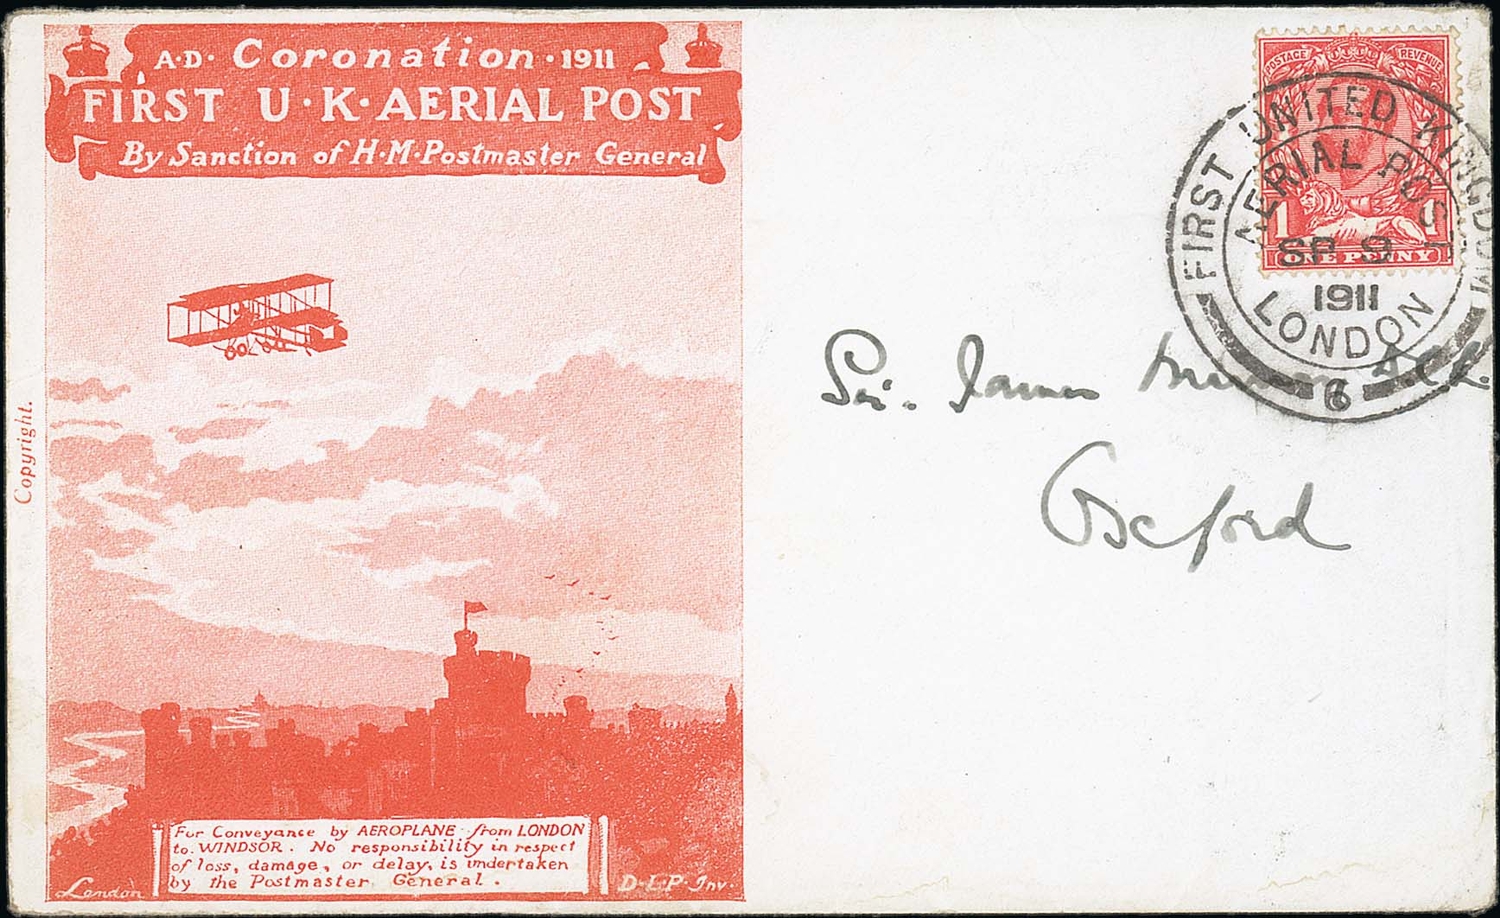 A·D· Coronation · 1911
FIRST U·K·AERIAL POST
By Sanction of H·M·Postmaster General
Copyright.
For Conveyance by AEROPLANE from LONDON
to WINDSOR. No responsibility in respect
of loss, damage, or delay, is undertaken
by the Postmaster General.
London
D·L·P·Inv.
POSTAGE REVENUE
1
ONE PENNY
FIRST UNITED KINGDOM
AERIAL POST
SP 9
1911
LONDON
6
Sir. James
Oxford